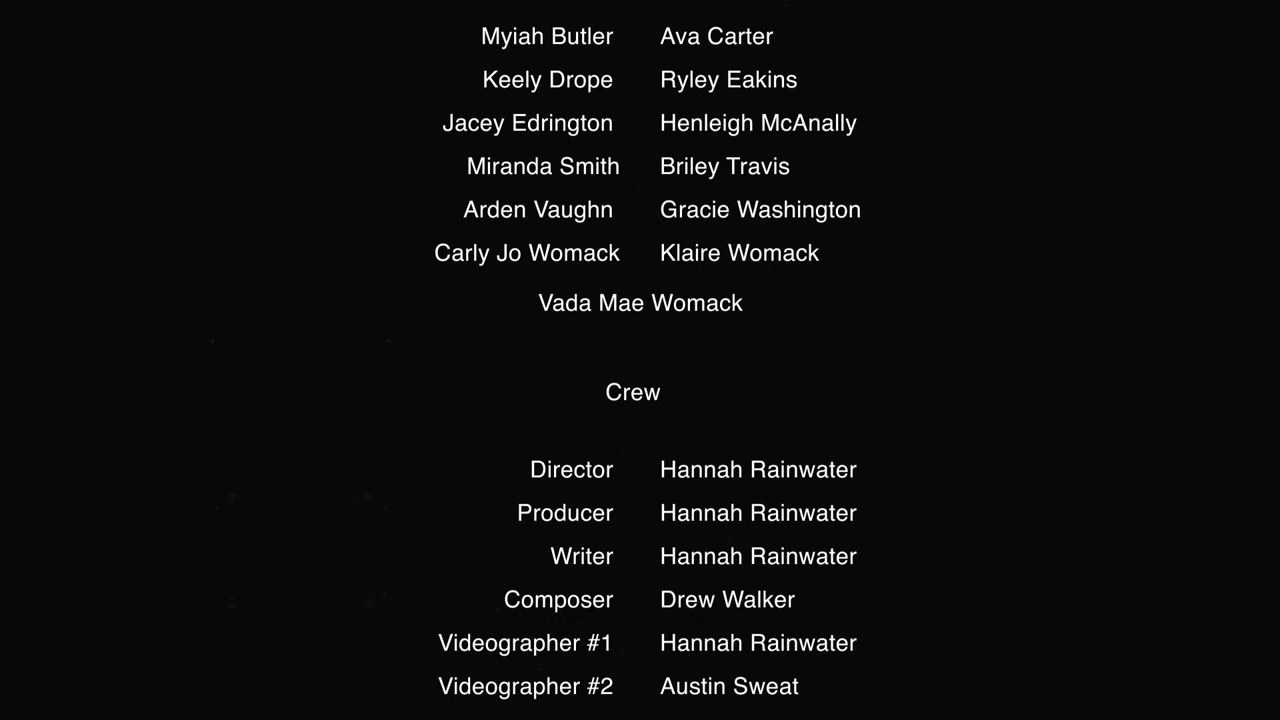 Myiah Butler Ava Carter
Keely Drope Ryley Eakins
Jacey Edrington Henleigh McAnally
Miranda Smith Briley Travis
Arden Vaughn Gracie Washington
Carly Jo Womack Klaire Womack
Vada Mae Womack
Crew
Director Hannah Rainwater
Producer Hannah Rainwater
Writer Hannah Rainwater
Composer Drew Walker
Videographer #1 Hannah Rainwater
Videographer #2 Austin Sweat